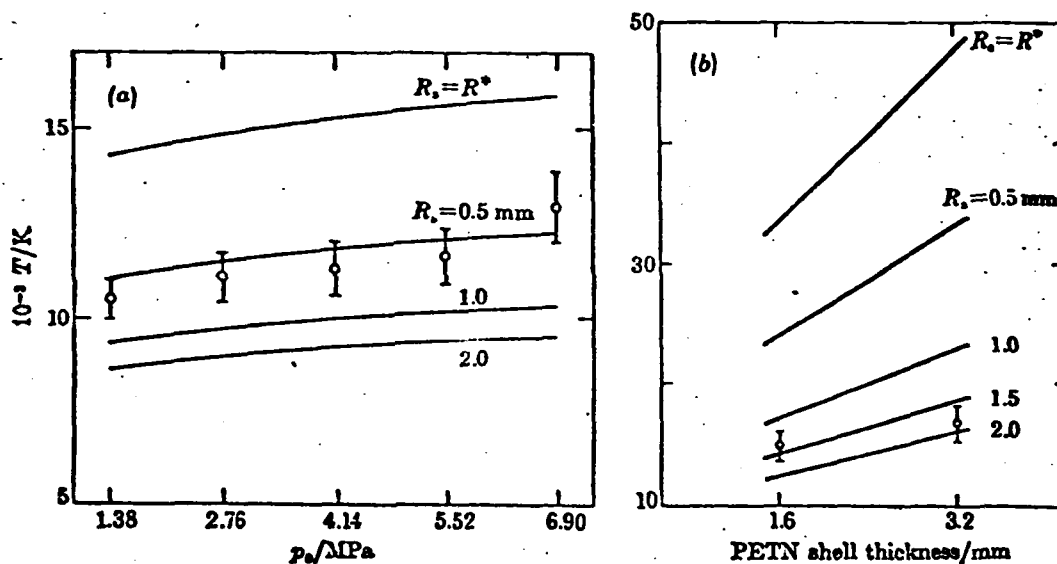 (a)
R_s=R*
15
R_s=0.5 mm
10
1.0
2.0
5
10⁻³ T/K
1.38 2.76 4.14 5.52 6.90
p₀/MPa
50
(b)
R_s=R*
R_s=0.5 mm
30
1.0
1.5
2.0
10
1.6 3.2
PETN shell thickness/mm